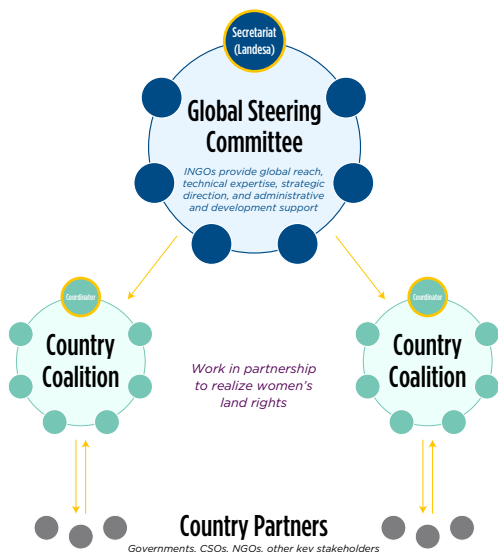 Secretariat
(Landesa)
Global Steering
Committee
INGOs provide global reach,
technical expertise, strategic
direction, and administrative
and development support
Coordinator
Country
Coalition
Work in partnership
to realize women's
land rights
Coordinator
Country
Coalition
Country Partners
Governments, CSOs, NGOs, other key stakeholders